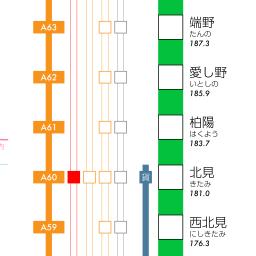 A63
端野
たんの
187.3
A62
愛し野
いとしの
185.9
A61
柏陽
はくよう
183.7
A60
貨
北見
きたみ
181.0
A59
西北見
にしきたみ
176.3